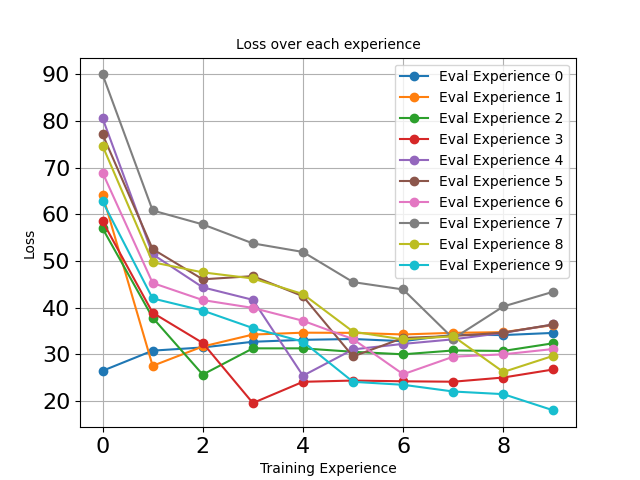 Loss over each experience
90
80
70
60
50
40
30
20
Loss
0 2 4 6 8
Training Experience
Eval Experience 0
Eval Experience 1
Eval Experience 2
Eval Experience 3
Eval Experience 4
Eval Experience 5
Eval Experience 6
Eval Experience 7
Eval Experience 8
Eval Experience 9